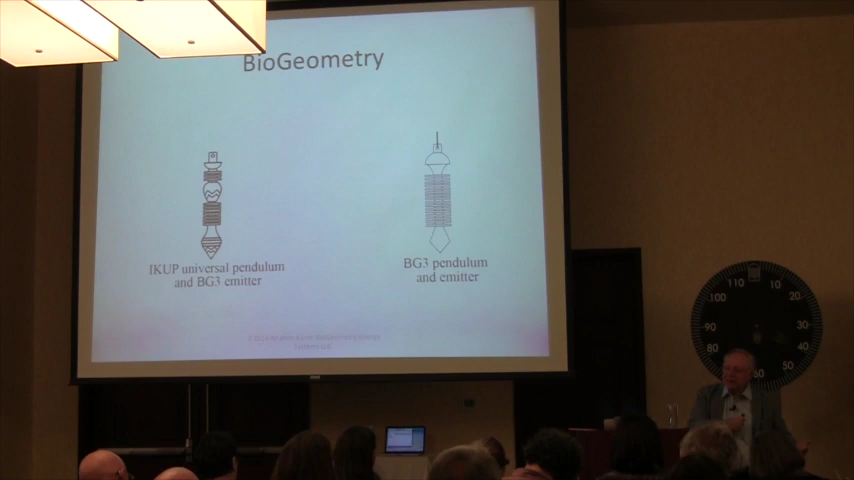 BioGeometry
IKUP universal pendulum
and BG3 emitter
BG3 pendulum
and emitter
110
10
100
20
90
30
80
40
60
50